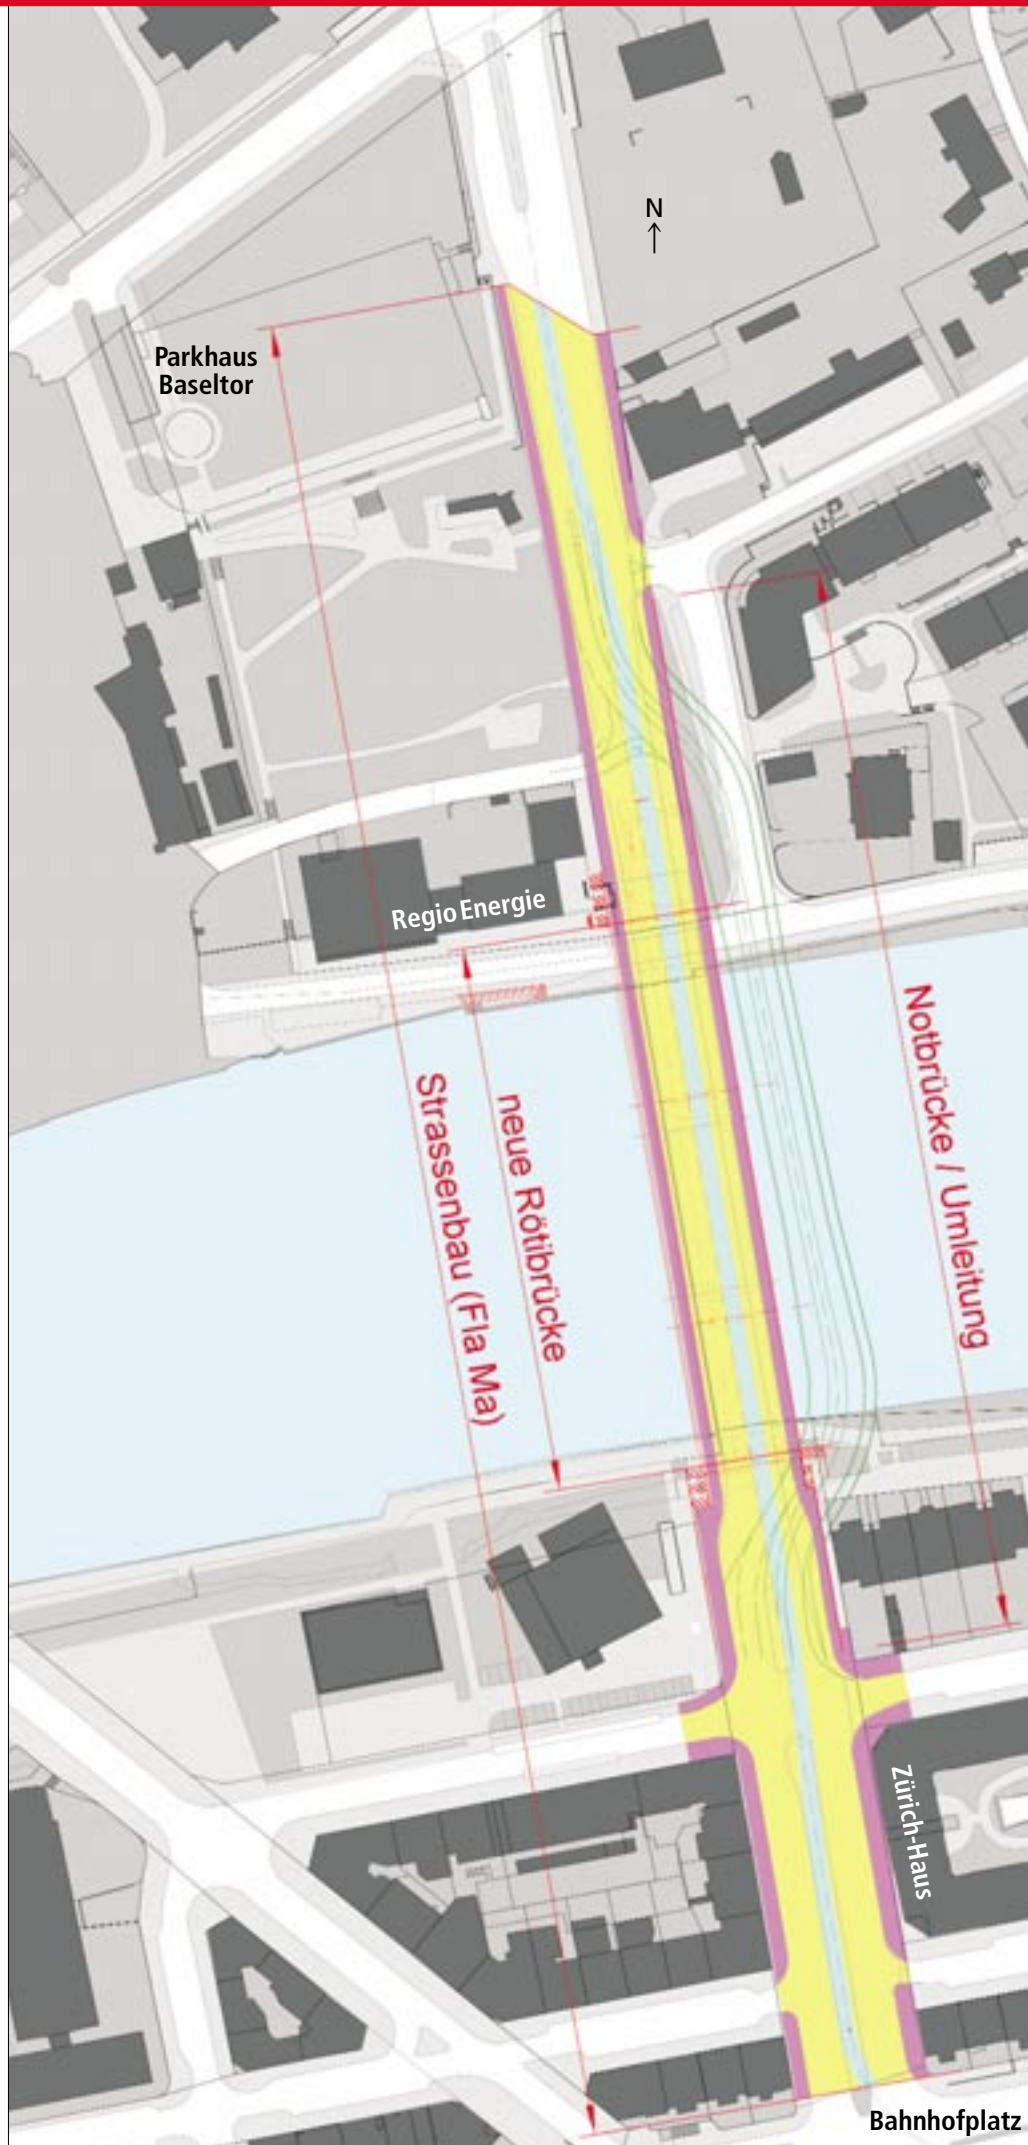 N
Parkhaus
Baseltor
Regio Energie
Notbrücke / Umleitung
neue Rötibrücke
Strassenbau (Fla Ma)
Zürich-Haus
Bahnhofplatz